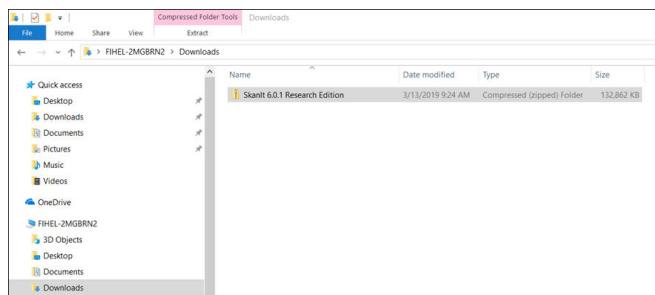 Compressed Folder Tools Downloads
File Home Share View Extract
FIHEL-2MGBRN2 > Downloads
Name Date modified Type Size
Quick access
Desktop
SkanIt 6.0.1 Research Edition 3/13/2019 9:24 AM Compressed (zipped) Folder 132,862 KB
Downloads
Documents
Pictures
Music
Videos
OneDrive
FIHEL-2MGBRN2
3D Objects
Desktop
Documents
Downloads